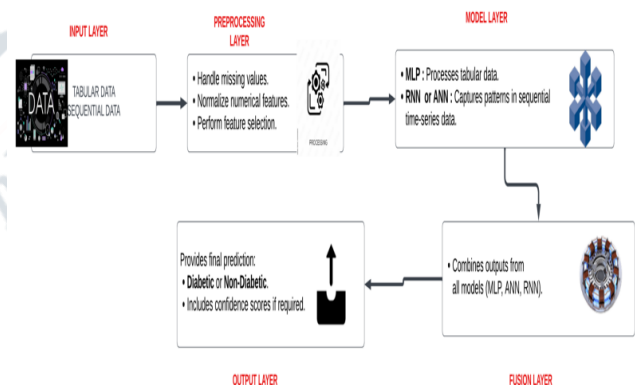 INPUT LAYER
DATA
TABULAR DATA
SEQUENTIAL DATA
PREPROCESSING
LAYER
• Handle missing values.
• Normalize numerical features.
• Perform feature selection.
PROCESSING
MODEL LAYER
• MLP : Processes tabular data.
• RNN or ANN : Captures patterns in sequential
time-series data.
• Combines outputs from
all models (MLP, ANN, RNN).
FUSION LAYER
Provides final prediction:
• Diabetic or Non-Diabetic.
• Includes confidence scores if required.
OUTPUT LAYER